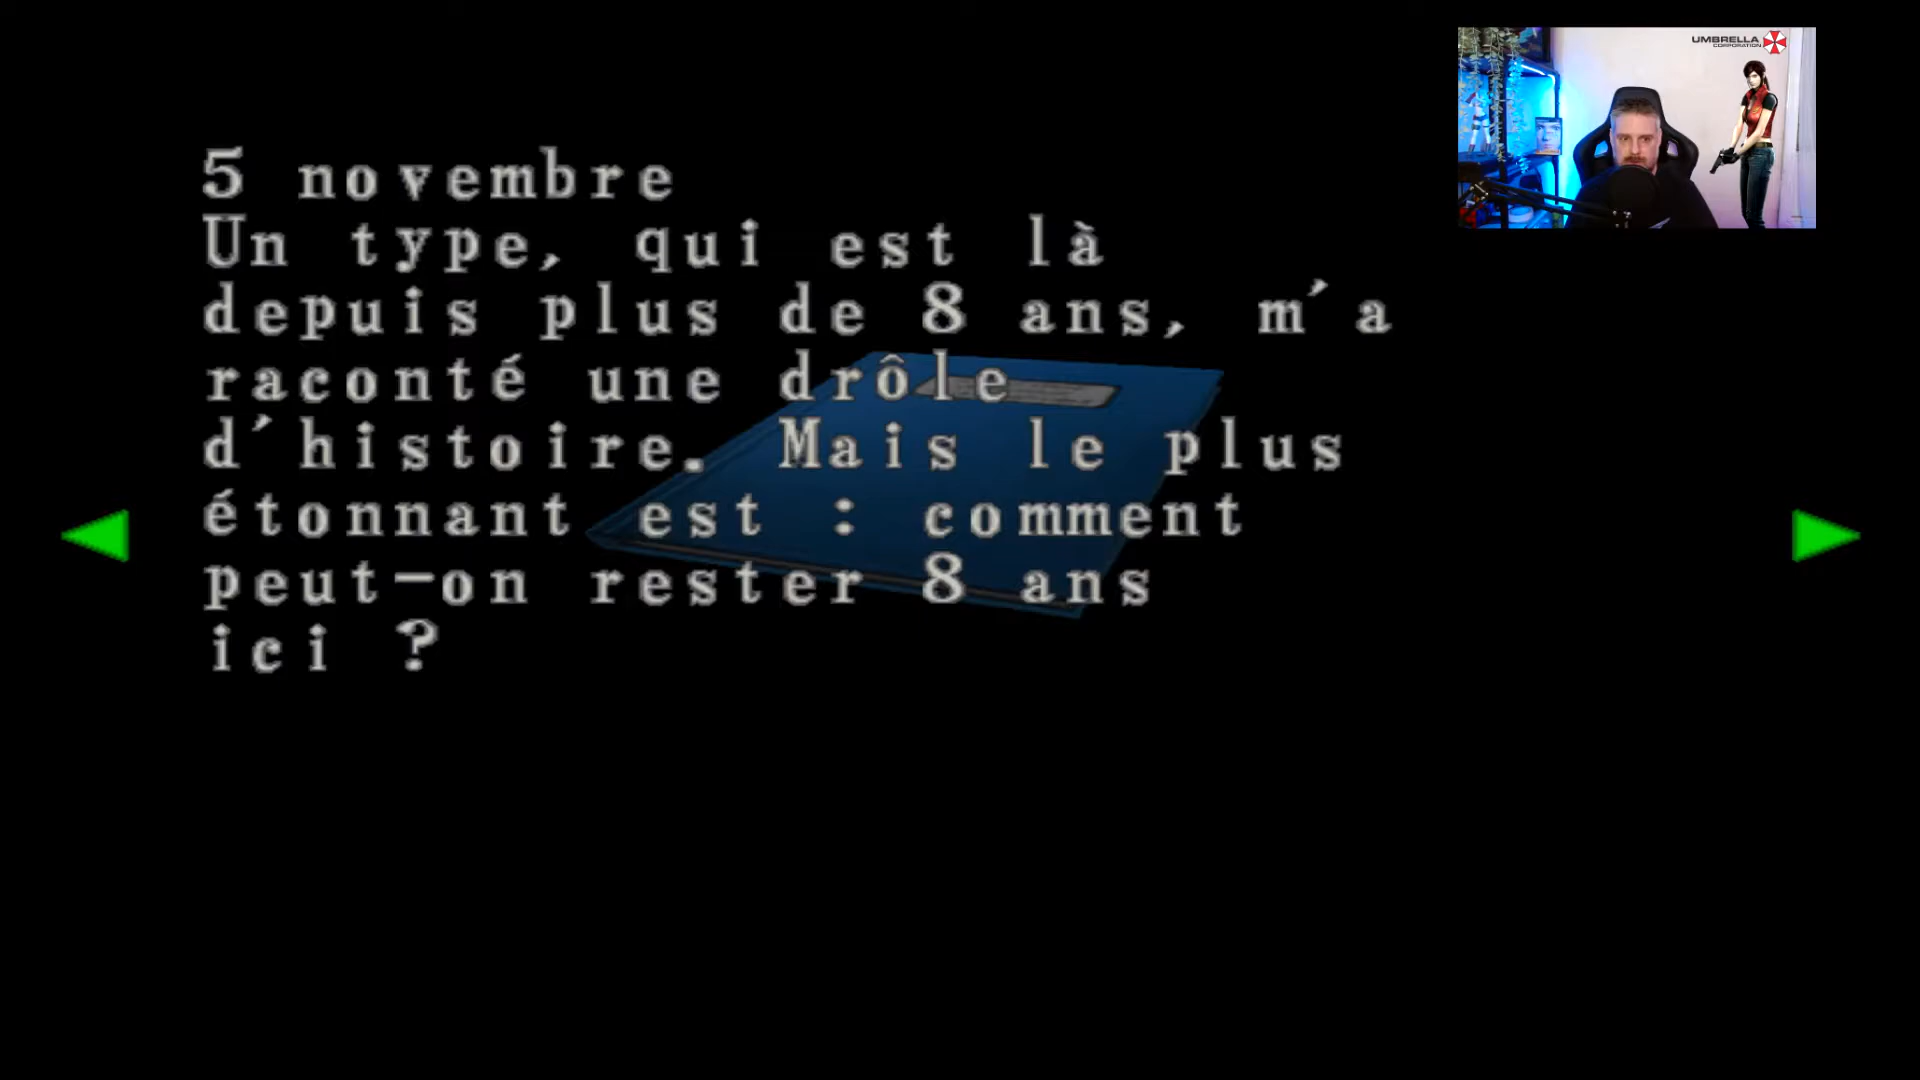 UMBRELLA
CORPORATION
5 novembre
Un type, qui est là
depuis plus de 8 ans, m'a
raconté une drôle
d'histoire. Mais le plus
étonnant est : comment
peut-on rester 8 ans
ici ?